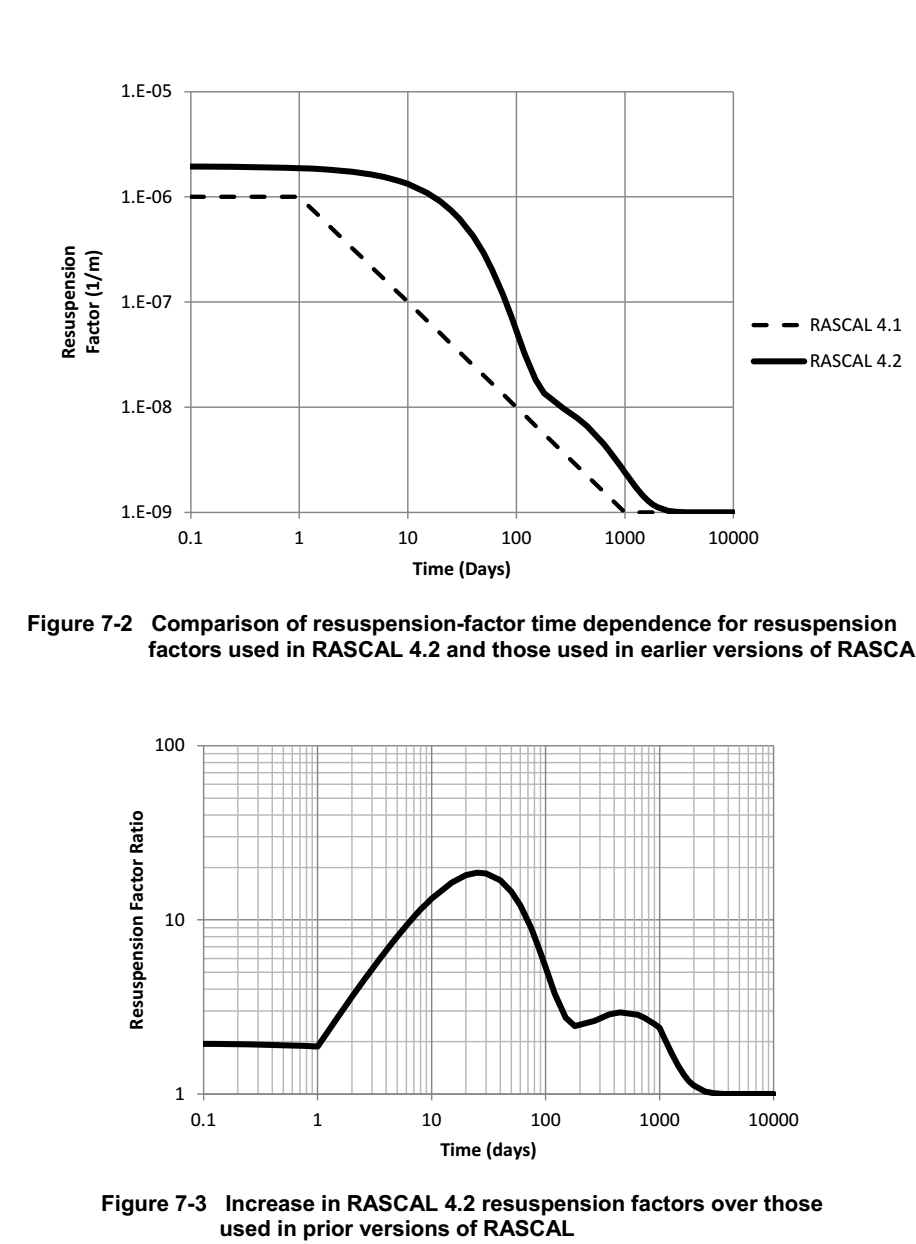 1.E-05
1.E-06
1.E-07
1.E-08
1.E-09
Resuspension
Factor (1/m)
0.1 1 10 100 1000 10000
Time (Days)
RASCAL 4.1
RASCAL 4.2
Figure 7-2 Comparison of resuspension-factor time dependence for resuspension
factors used in RASCAL 4.2 and those used in earlier versions of RASCA
100
10
1
Resuspension Factor Ratio
0.1 1 10 100 1000 10000
Time (days)
Figure 7-3 Increase in RASCAL 4.2 resuspension factors over those
used in prior versions of RASCAL